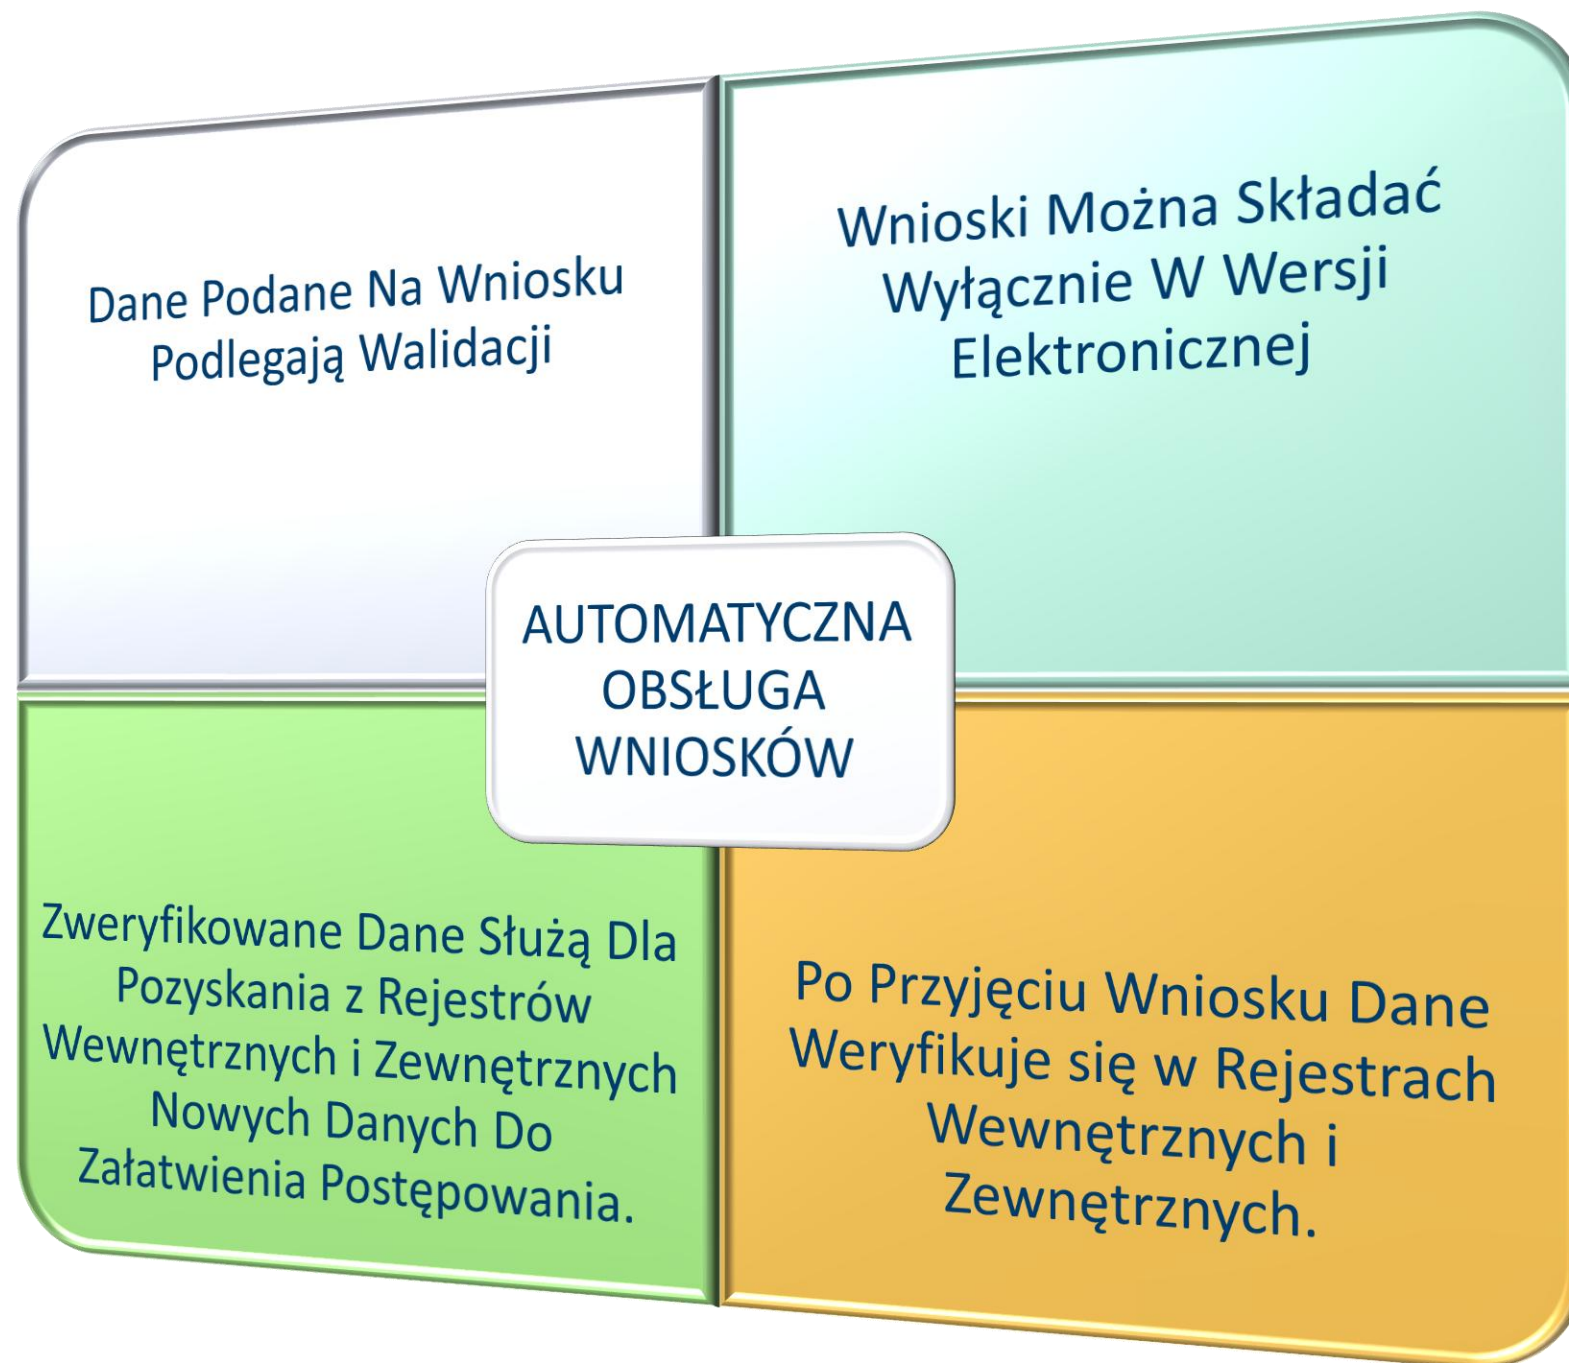 Dane Podane Na Wniosku
Podlegają Walidacji
Wnioski Można Składać
Wyłącznie W Wersji
Elektronicznej
AUTOMATYCZNA
OBSŁUGA
WNIOSKÓW
Zweryfikowane Dane Służą Dla
Pozyskania z Rejestrów
Wewnętrznych i Zewnętrznych
Nowych Danych Do
Załatwienia Postępowania.
Po Przyjęciu Wniosku Dane
Weryfikuje się w Rejestrach
Wewnętrznych i
Zewnętrznych.